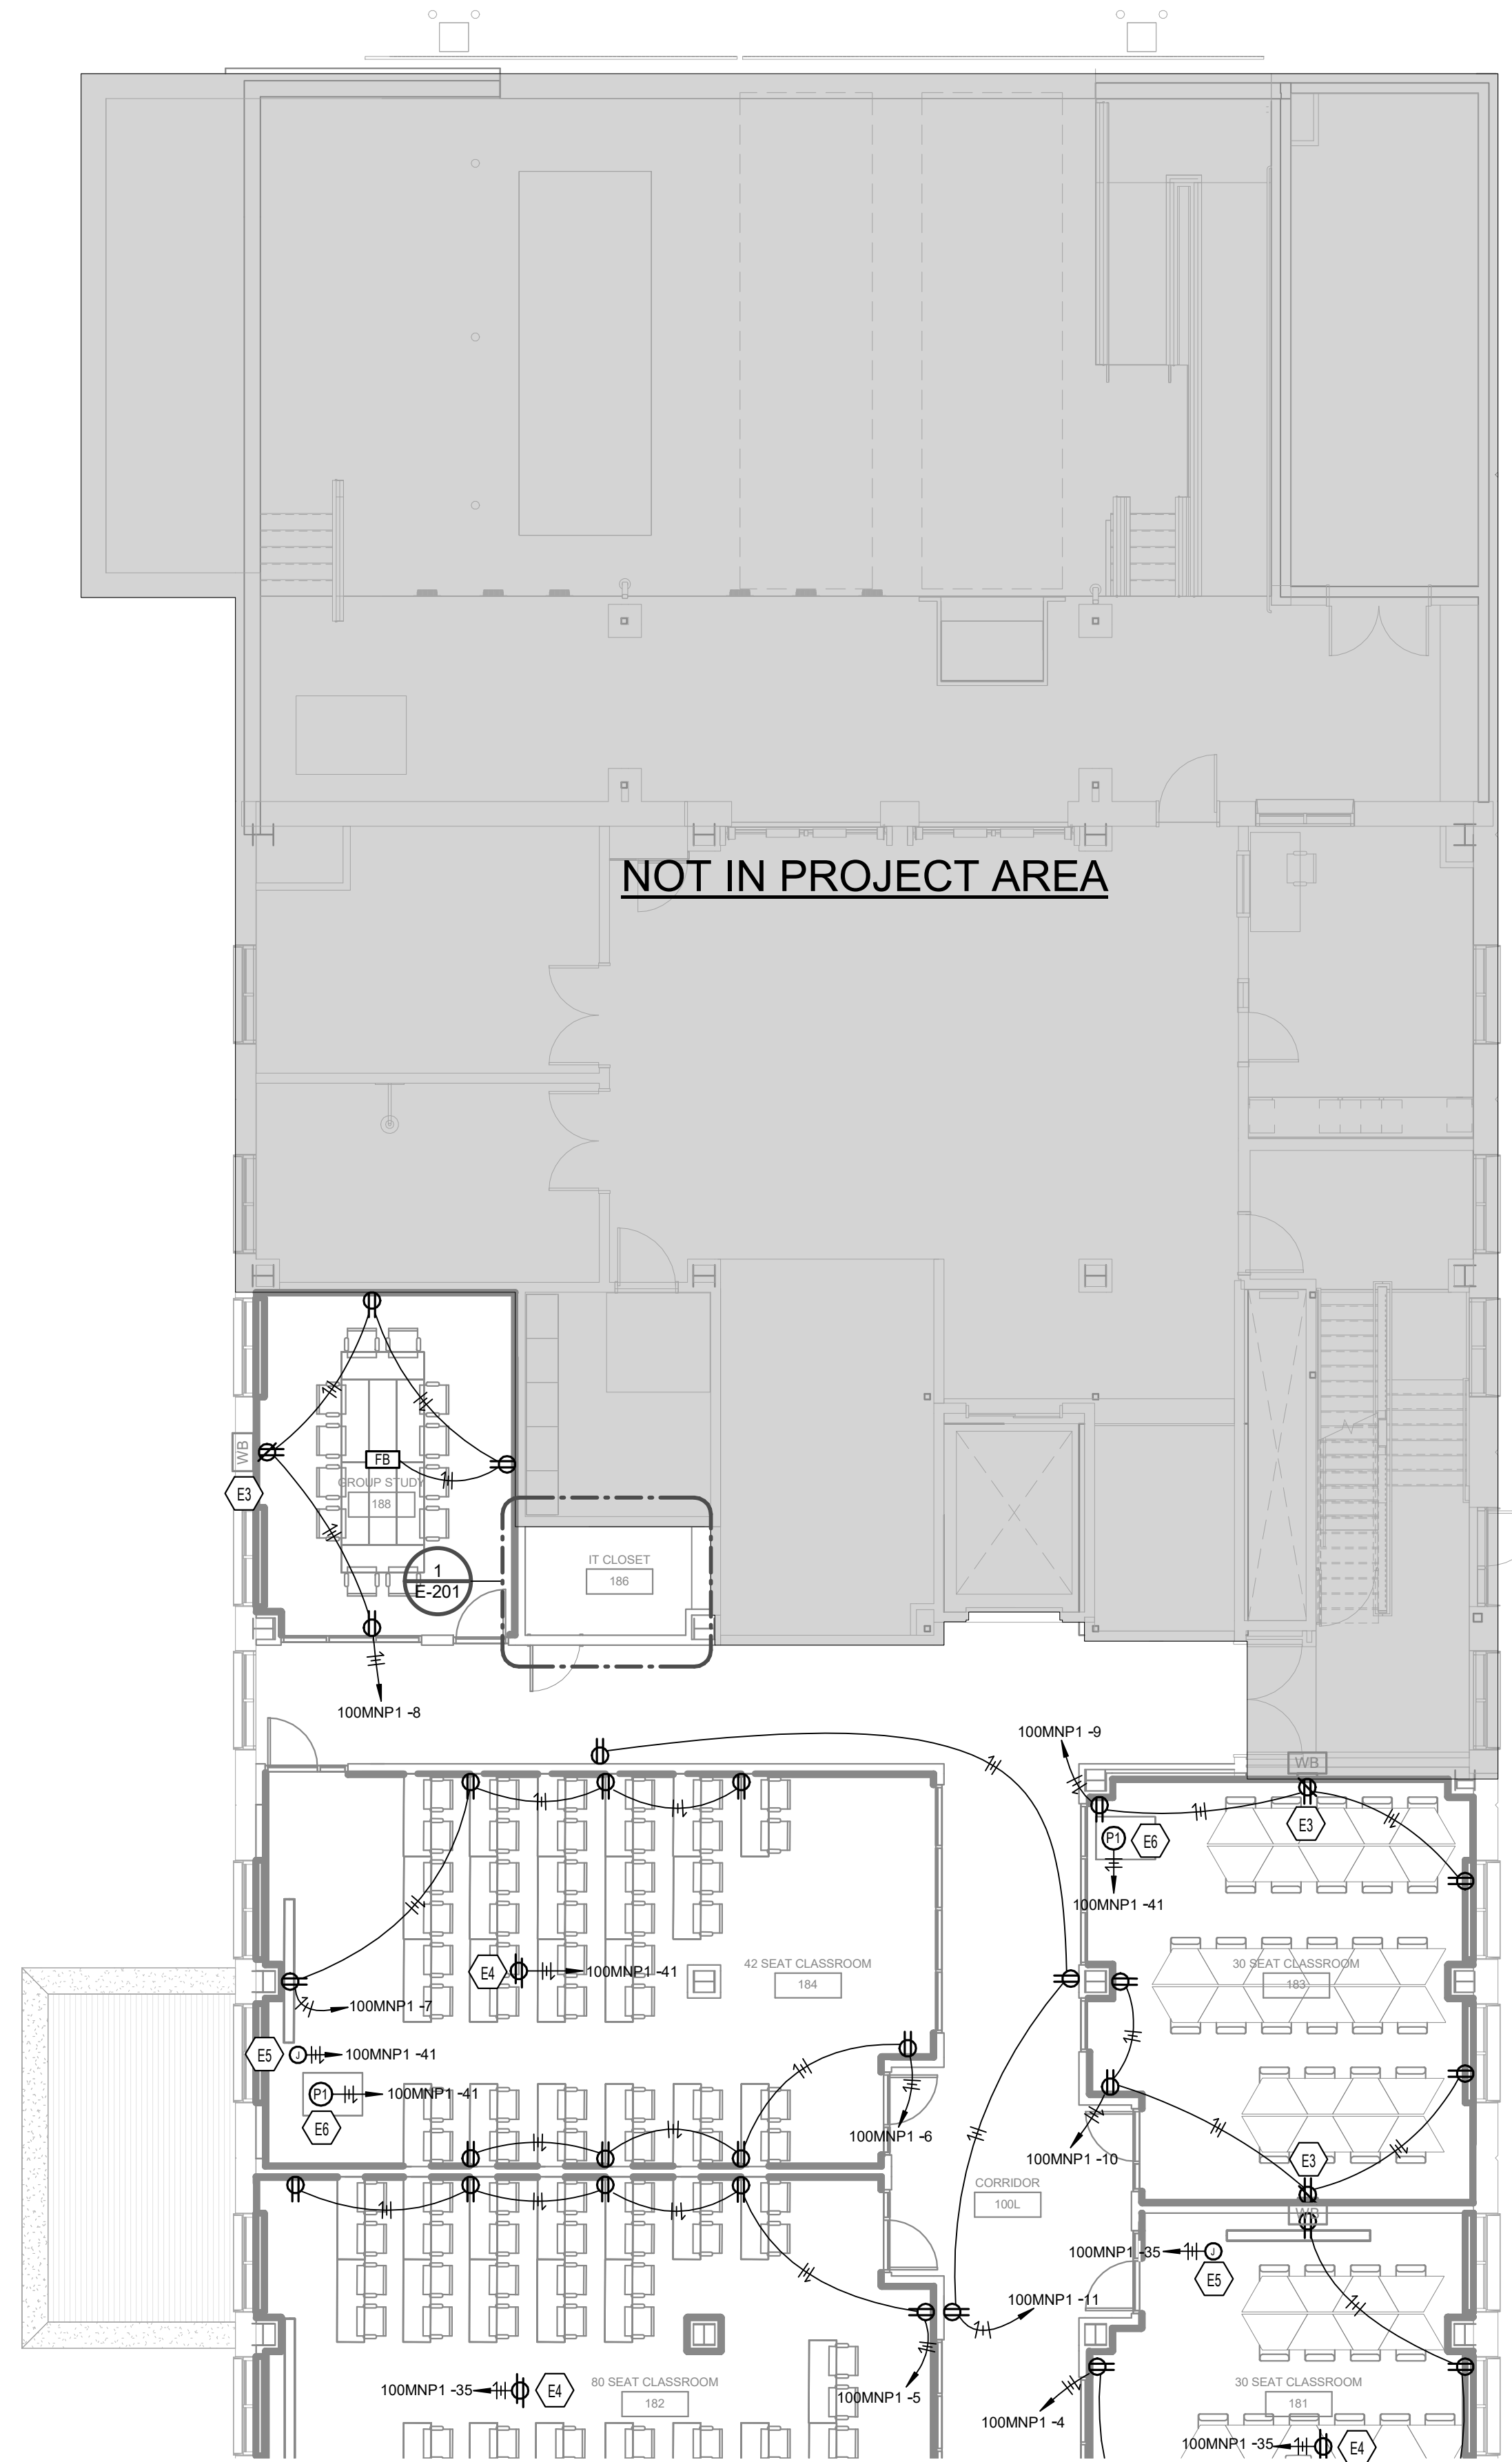 NOT IN PROJECT AREA
WB
FB
GROUP STUDY
188
E3
1
E-201
IT CLOSET
186
100MNP1 -8
100MNP1 -9
WB
E3
P1
E6
100MNP1 -41
42 SEAT CLASSROOM
184
E4
100MNP1 -41
30 SEAT CLASSROOM
183
100MNP1 -7
E5
J
100MNP1 -41
P1
100MNP1 -41
E6
100MNP1 -6
100MNP1 -10
E3
CORRIDOR
100L
WB
100MNP1 -35
J
E5
100MNP1 -11
80 SEAT CLASSROOM
182
100MNP1 -35
E4
100MNP1 -5
100MNP1 -4
30 SEAT CLASSROOM
181
100MNP1 -35
E4